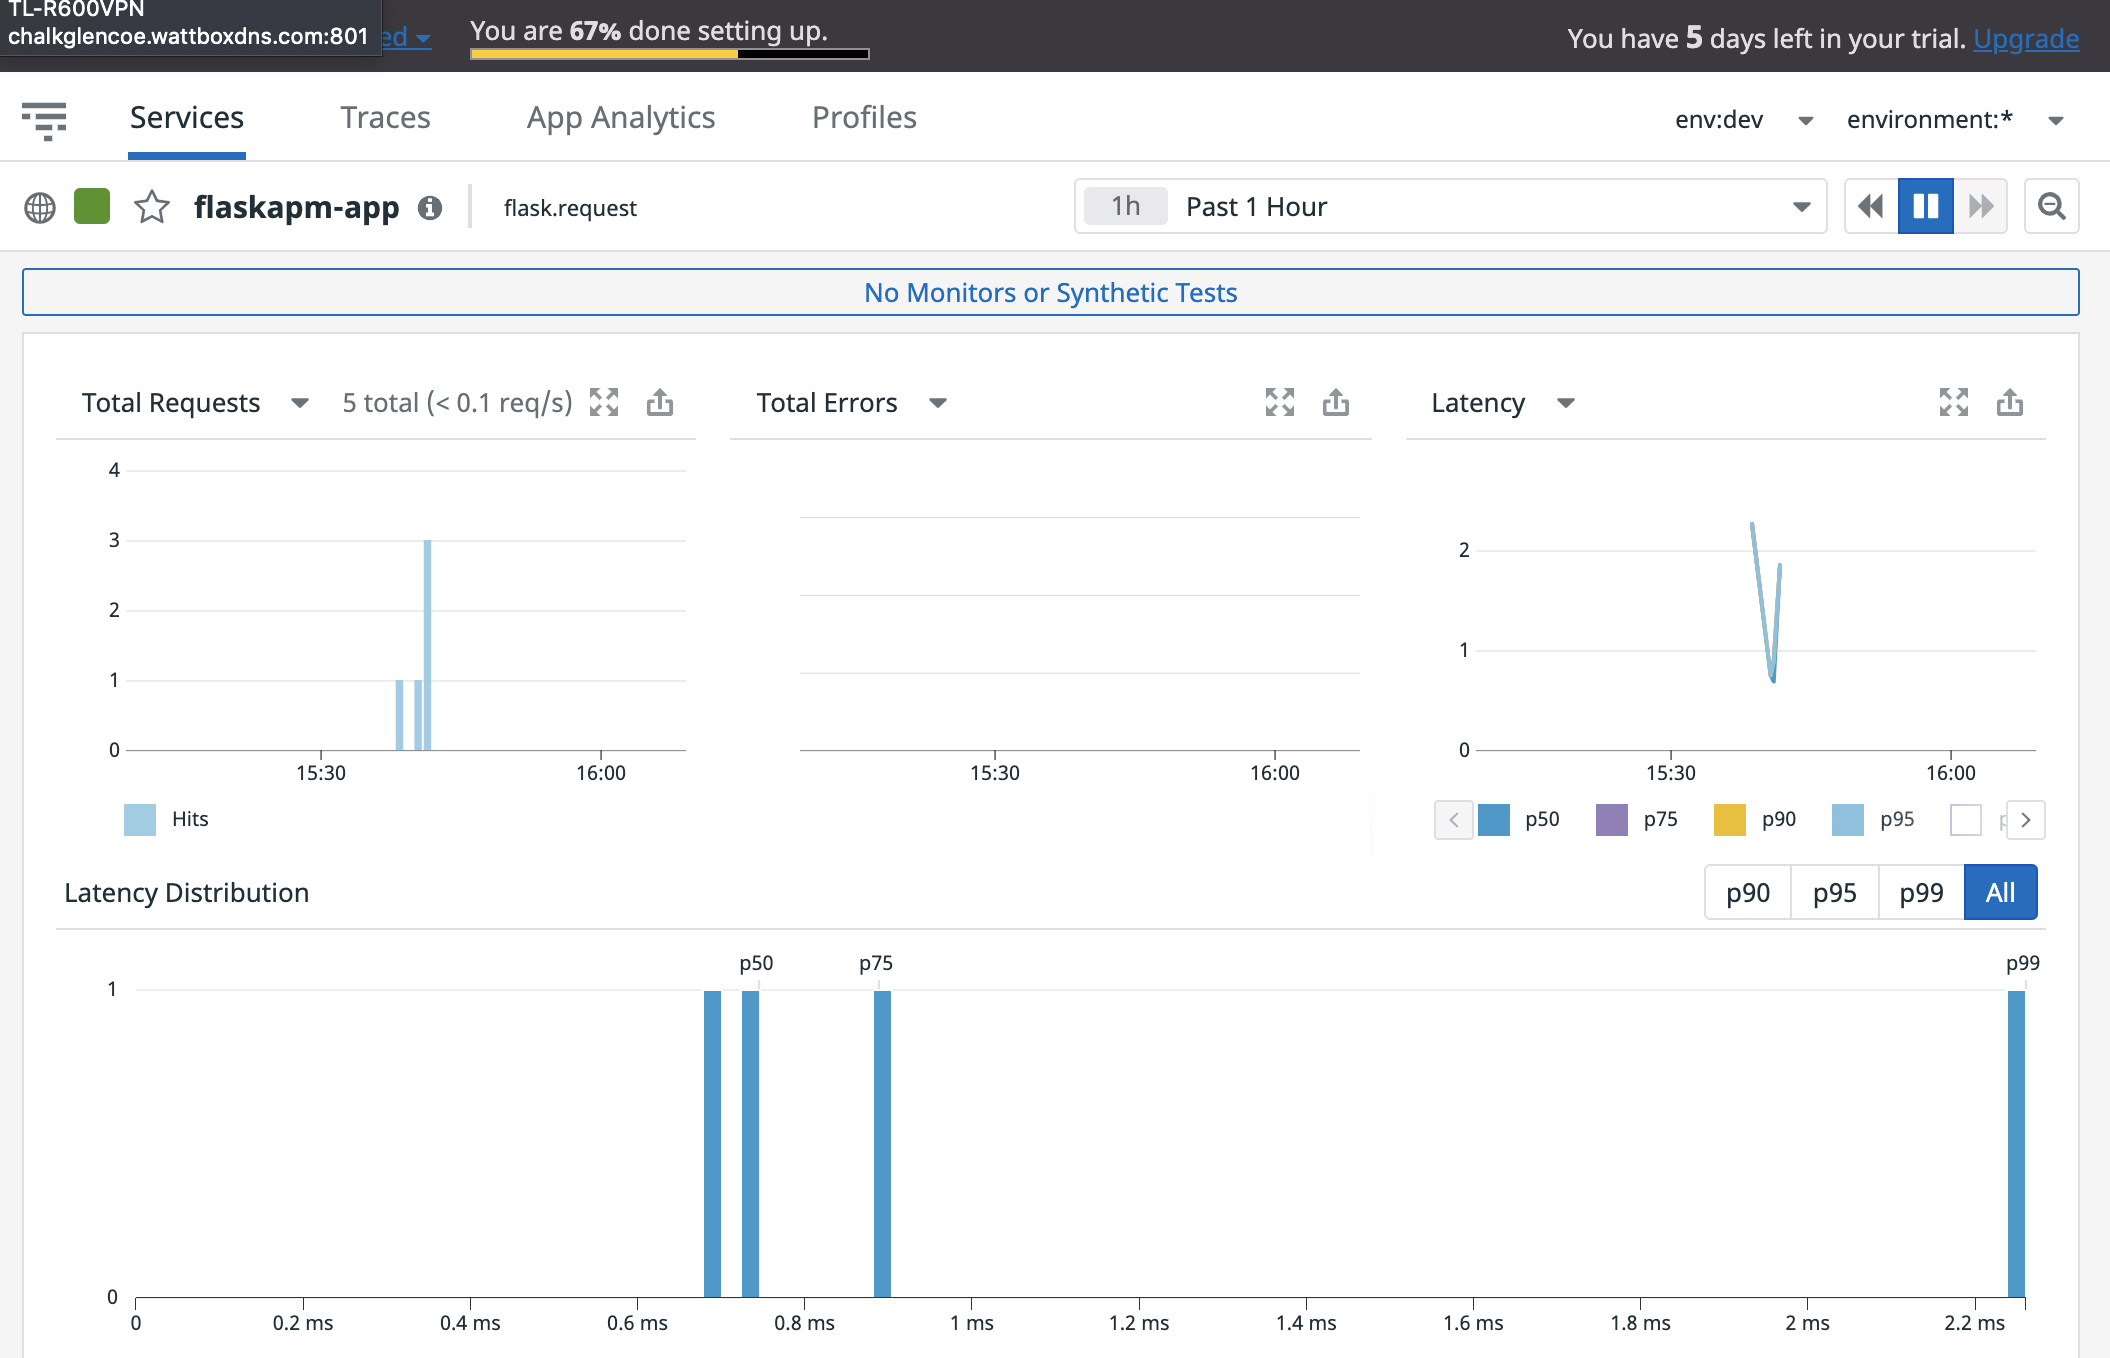 TL-R600VPN
chalkglencoe.wattboxdns.com:801
ed
You are 67% done setting up.
You have 5 days left in your trial. Upgrade
Services Traces App Analytics Profiles env:dev environment:*
flaskapm-app flask.request 1h Past 1 Hour
No Monitors or Synthetic Tests
Total Requests 5 total (< 0.1 req/s)
4
3
2
1
0
15:30 16:00
Hits
Total Errors
15:30 16:00
Latency
2
1
0
15:30 16:00
p50 p75 p90 p95
Latency Distribution
p90 p95 p99 All
p50 p75 p99
1
0
0 0.2 ms 0.4 ms 0.6 ms 0.8 ms 1 ms 1.2 ms 1.4 ms 1.6 ms 1.8 ms 2 ms 2.2 ms